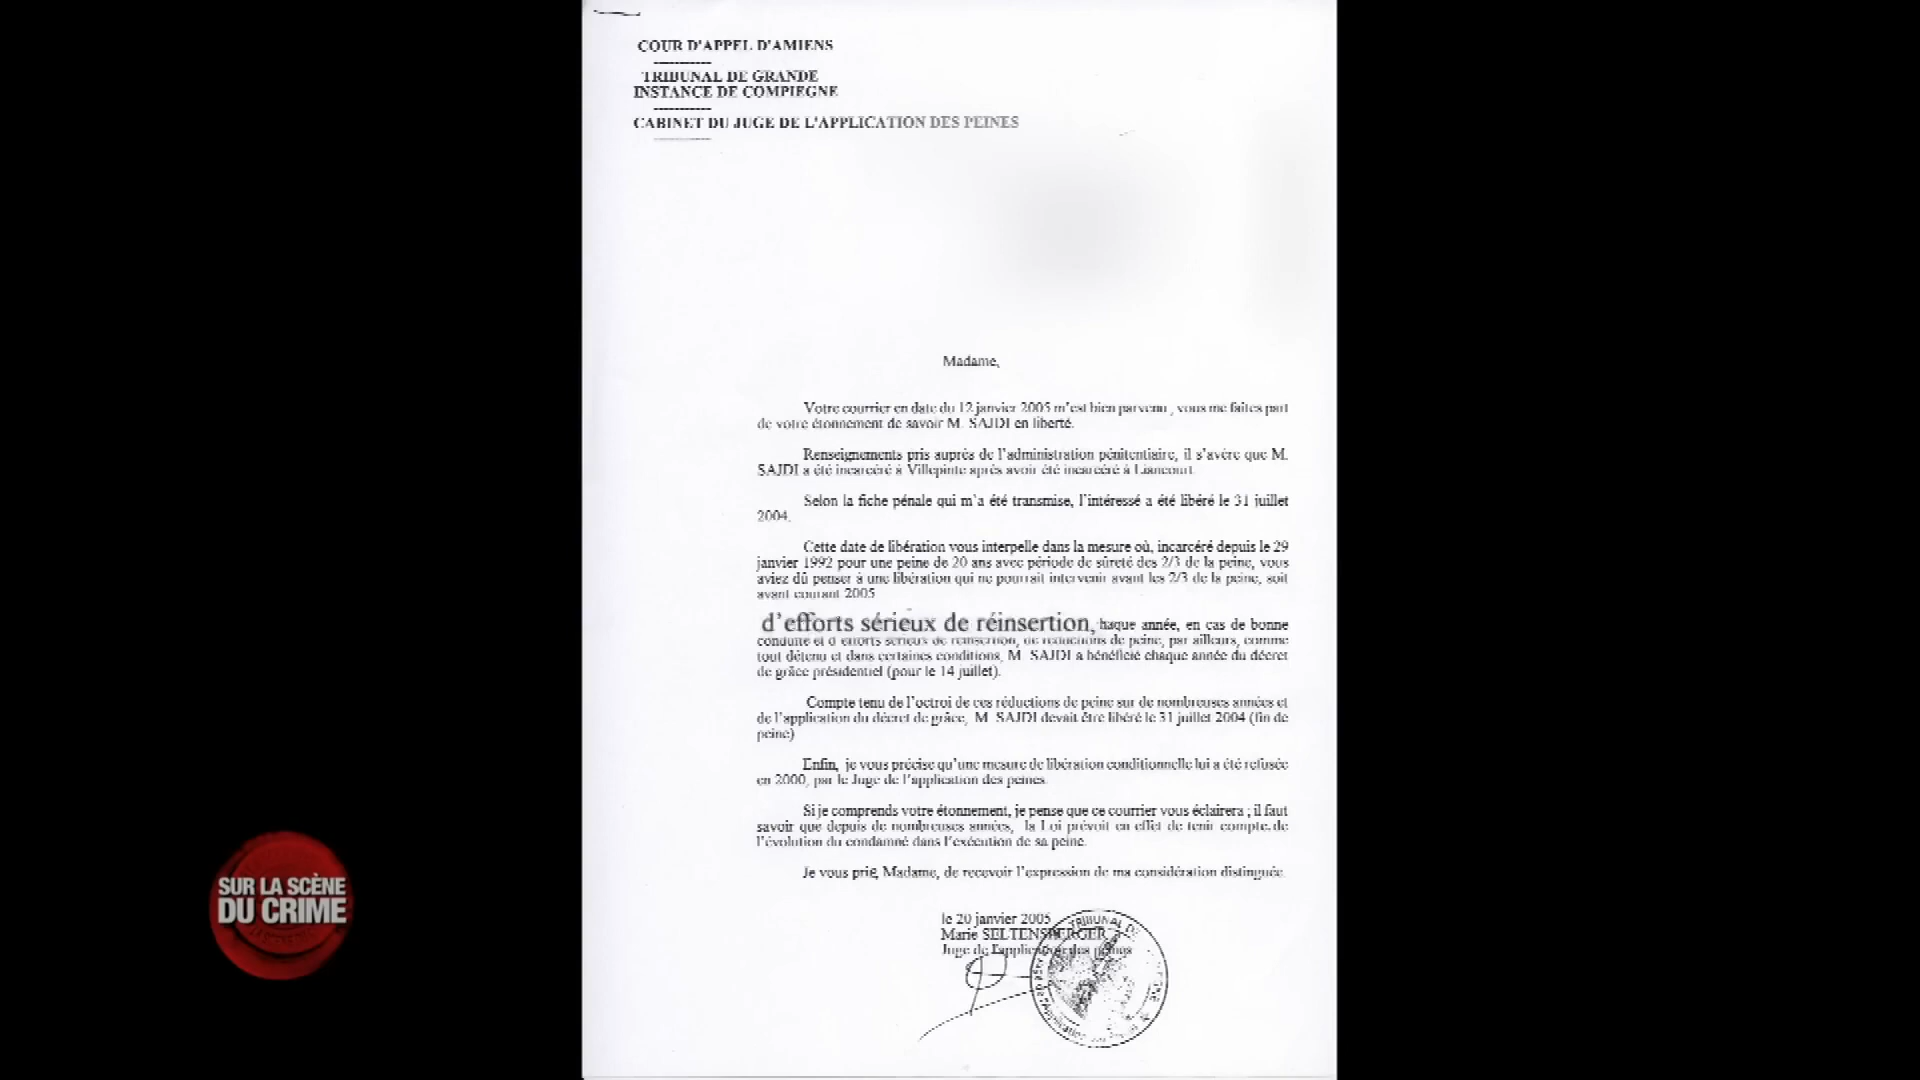 COUR D'APPEL D'AMIENS
TRIBUNAL DE GRANDE
INSTANCE DE COMPIEGNE
CABINET DU JUGE DE L'APPLICATION DES PEINES
Madame,
Votre courrier en date du 12 janvier 2005 m'est bien parvenu , vous me faites part
de votre étonnement de savoir M. SAJDI en liberté.
Renseignements pris auprès de l'administration pénitentiaire, il s'avère que M.
SAJDI a été incarcéré à Villepinte après avoir été incarcéré à Liancourt
Selon la fiche pénale qui m'a été transmise, l'intéressé a été libéré le 31 juillet
2004.
Cette date de libération vous interpelle dans la mesure où, incarcéré depuis le 29
janvier 1992 pour une peine de 20 ans avec période de sûreté des 2/3 de la peine, vous
aviez dû penser à une libération qui ne pourrait intervenir avant les 2/3 de la peine, soit
avant courant 2005
d'efforts sérieux de réinsertion, haque année, en cas de bonne
conduite et d'efforts sérieux de réinsertion, de réductions de peine, par ailleurs, comme
tout détenu et dans certaines conditions, M. SAJDI a bénéficié chaque année du décret
de grâce présidentiel (pour le 14 juillet).
Compte tenu de l'octroi de ces réductions de peine sur de nombreuses années et
de l'application du décret de grâce, M. SAJDI devait être libéré le 31 juillet 2004 (fin de
peine)
Enfin, je vous précise qu'une mesure de libération conditionnelle lui a été refusée
en 2000, par le Juge de l'application des peines.
Si je comprends votre étonnement, je pense que ce courrier vous éclairera ; il faut
savoir que depuis de nombreuses années, la Loi prévoit en effet de tenir compte de
l'évolution du condamné dans l'exécution de sa peine.
Je vous prie, Madame, de recevoir l'expression de ma considération distinguée.
le 20 janvier 2005
Marie SELTENSPERGER
Juge de l'application des peines
TRIBUNAL DE
SUR LA SCÈNE
DU CRIME